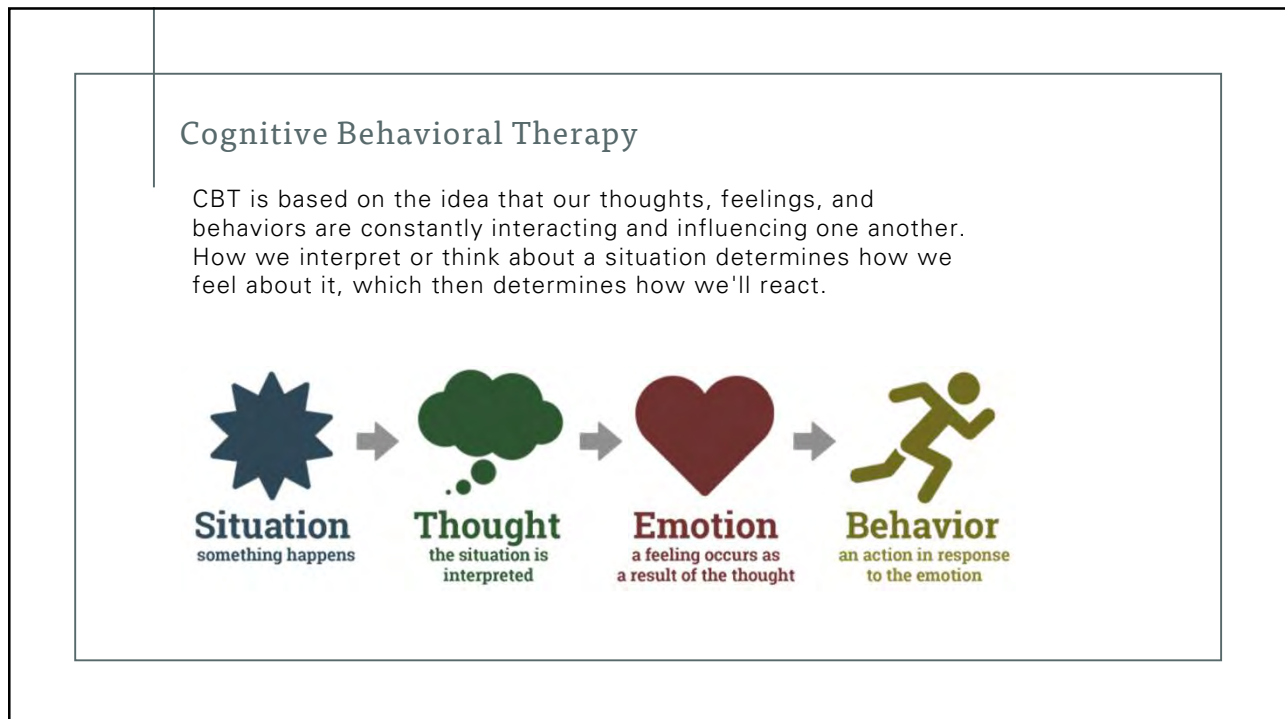 Cognitive Behavioral Therapy
CBT is based on the idea that our thoughts, feelings, and
behaviors are constantly interacting and influencing one another.
How we interpret or think about a situation determines how we
feel about it, which then determines how we'll react.
Situation
something happens
Thought
the situation is
interpreted
Emotion
a feeling occurs as
a result of the thought
Behavior
an action in response
to the emotion